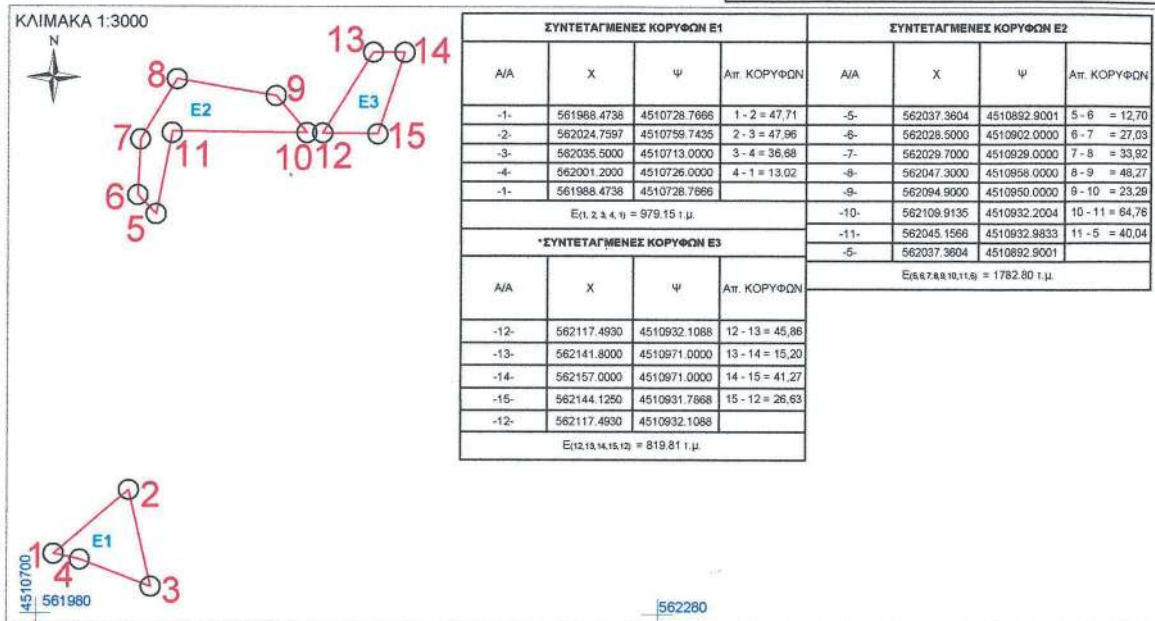 ΚΛΙΜΑΚΑ 1:3000
N
13
14
8
9
E3
E2
7
11
10
12
15
6
5
2
1
E1
4
3
4510700
561980
562280
ΣΥΝΤΕΤΑΓΜΕΝΕΣ ΚΟΡΥΦΩΝ Ε1
Α/Α Χ Ψ Απ. ΚΟΡΥΦΩΝ
-1- 561988.4738 4510728.7666 1 - 2 = 47,71
-2- 562024.7597 4510759.7435 2 - 3 = 47,96
-3- 562035.5000 4510713.0000 3 - 4 = 36,68
-4- 562001.2000 4510726.0000 4 - 1 = 13.02
-1- 561988.4738 4510728.7666
E(1, 2, 3, 4, 1) = 979.15 τ.μ.
*ΣΥΝΤΕΤΑΓΜΕΝΕΣ ΚΟΡΥΦΩΝ Ε3
Α/Α Χ Ψ Απ. ΚΟΡΥΦΩΝ
-12- 562117.4930 4510932.1088 12 - 13 = 45,86
-13- 562141.8000 4510971.0000 13 - 14 = 15,20
-14- 562157.0000 4510971.0000 14 - 15 = 41,27
-15- 562144.1250 4510931.7868 15 - 12 = 26,63
-12- 562117.4930 4510932.1088
E(12,13,14,15,12) = 819.81 τ.μ.
ΣΥΝΤΕΤΑΓΜΕΝΕΣ ΚΟΡΥΦΩΝ Ε2
Α/Α Χ Ψ Απ. ΚΟΡΥΦΩΝ
-5- 562037.3604 4510892.9001 5 - 6 = 12,70
-6- 562028.5000 4510902.0000 6 - 7 = 27,03
-7- 562029.7000 4510929.0000 7 - 8 = 33,92
-8- 562047.3000 4510958.0000 8 - 9 = 48,27
-9- 562094.9000 4510950.0000 9 - 10 = 23,29
-10- 562109.9135 4510932.2004 10 - 11 = 64,76
-11- 562045.1566 4510932.9833 11 - 5 = 40,04
-5- 562037.3604 4510892.9001
E(5,6,7,8,9,10,11,5) = 1782.80 τ.μ.